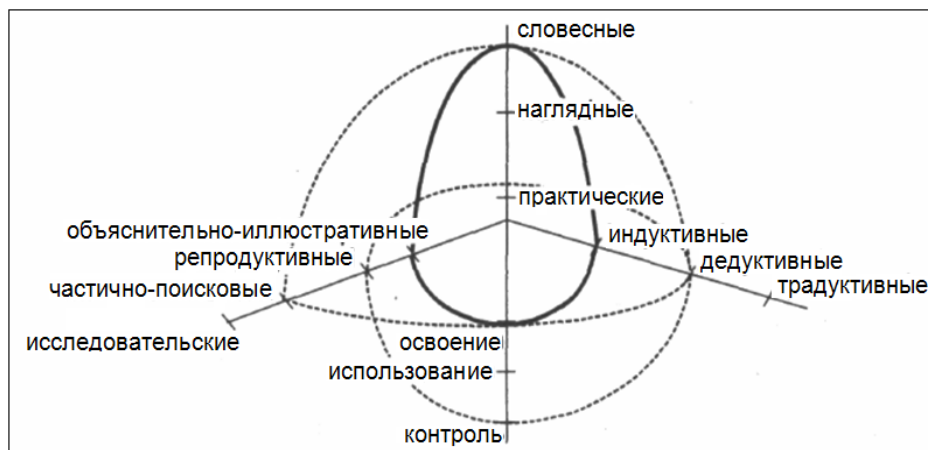 словесные
наглядные
практические
объяснительно-иллюстративные
индуктивные
репродуктивные
дедуктивные
частично-поисковые
традуктивные
исследовательские
освоение
использование
контроль